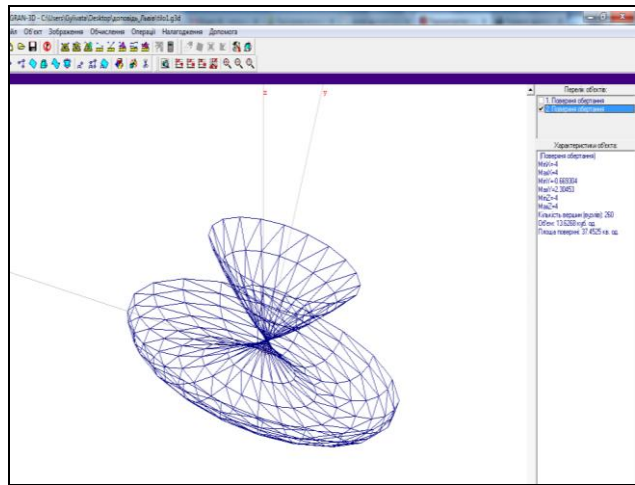 GRAN-3D - C:\Users\Gylivata\Desktop\доповідь_Львів\tilo1.g3d
Об'єкт Зображення Обчислення Операції Налагодження Допомога
Z
Y
Перелік об'єктів:
1. Поверхня обертання
2. Поверхня обертання
Характеристики об'єкта:
(Поверхня обертання)
MinX=-4
MaxX=4
MinY=-0.669304
MaxY=2.30453
MinZ=-4
MaxZ=4
Кількість вершин (вузлів): 260
Об'єм: 13.6268 куб. од.
Площа поверхні: 37.4525 кв. од.